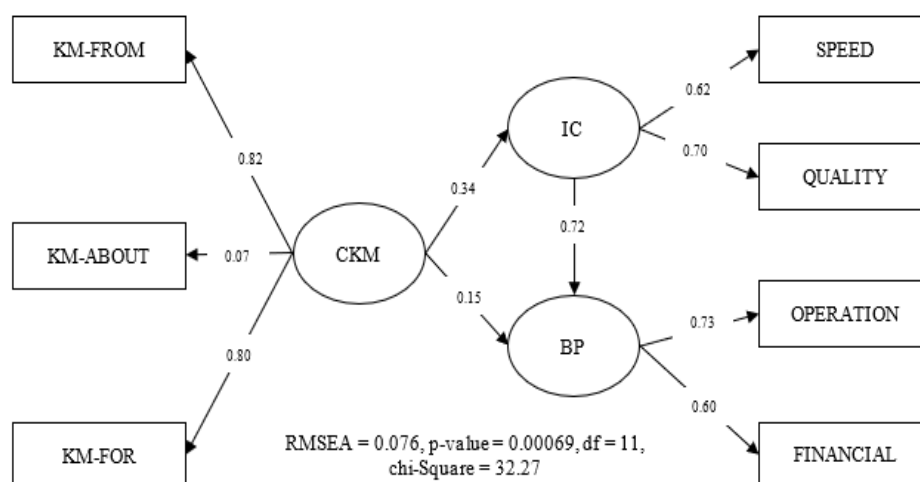 KM-FROM
SPEED
0.62
IC
0.82
0.70
QUALITY
0.34
0.72
KM-ABOUT
0.07
CKM
0.15
OPERATION
0.73
BP
0.80
0.60
KM-FOR
RMSEA = 0.076, p-value = 0.00069, df = 11,
chi-Square = 32.27
FINANCIAL